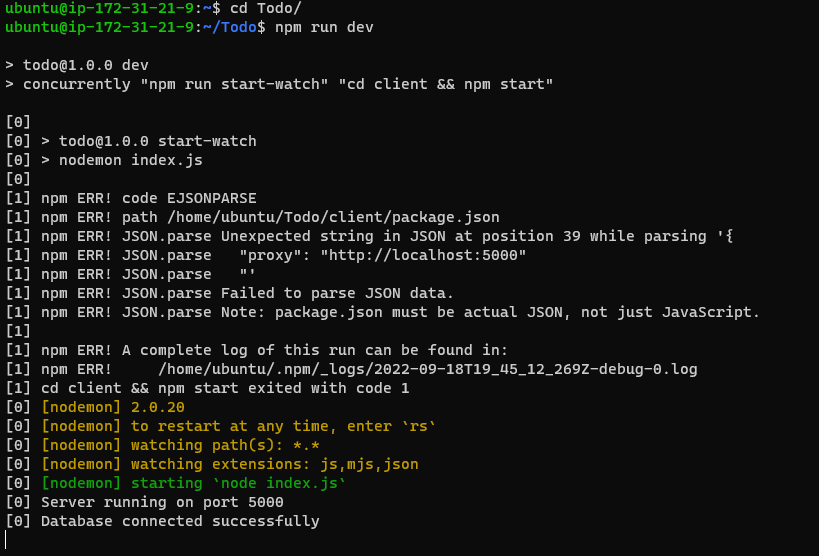 ubuntu@ip-172-31-21-9:~$ cd Todo/
ubuntu@ip-172-31-21-9:~/Todo$ npm run dev
> todo@1.0.0 dev
> concurrently "npm run start-watch" "cd client && npm start"
[0]
[0] > todo@1.0.0 start-watch
[0] > nodemon index.js
[0]
[1] npm ERR! code EJSONPARSE
[1] npm ERR! path /home/ubuntu/Todo/client/package.json
[1] npm ERR! JSON.parse Unexpected string in JSON at position 39 while parsing '{
[1] npm ERR! JSON.parse   "proxy": "http://localhost:5000"
[1] npm ERR! JSON.parse   "'
[1] npm ERR! JSON.parse Failed to parse JSON data.
[1] npm ERR! JSON.parse Note: package.json must be actual JSON, not just JavaScript.
[1]
[1] npm ERR! A complete log of this run can be found in:
[1] npm ERR!     /home/ubuntu/.npm/_logs/2022-09-18T19_45_12_269Z-debug-0.log
[1] cd client && npm start exited with code 1
[0] [nodemon] 2.0.20
[0] [nodemon] to restart at any time, enter `rs`
[0] [nodemon] watching path(s): *.*
[0] [nodemon] watching extensions: js,mjs,json
[0] [nodemon] starting `node index.js`
[0] Server running on port 5000
[0] Database connected successfully